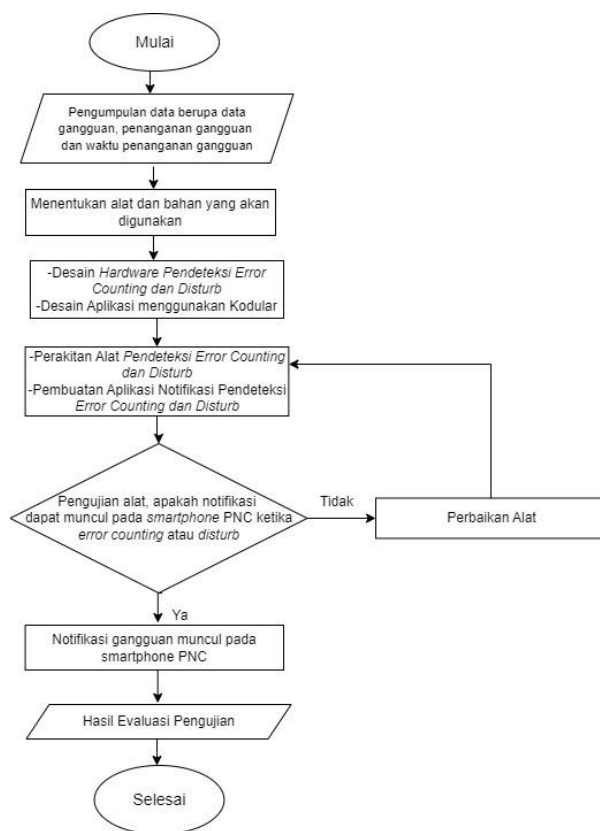 Mulai
Pengumpulan data berupa data
gangguan, penanganan gangguan
dan waktu penanganan gangguan
Menentukan alat dan bahan yang akan
digunakan
-Desain Hardware Pendeteksi Error
Counting dan Disturb
-Desain Aplikasi menggunakan Kodular
-Perakitan Alat Pendeteksi Error Counting
dan Disturb
-Pembuatan Aplikasi Notifikasi Pendeteksi
Error Counting dan Disturb
Pengujian alat, apakah notifikasi
dapat muncul pada smartphone PNC ketika
error counting atau disturb
Tidak
Perbaikan Alat
Ya
Notifikasi gangguan muncul pada
smartphone PNC
Hasil Evaluasi Pengujian
Selesai